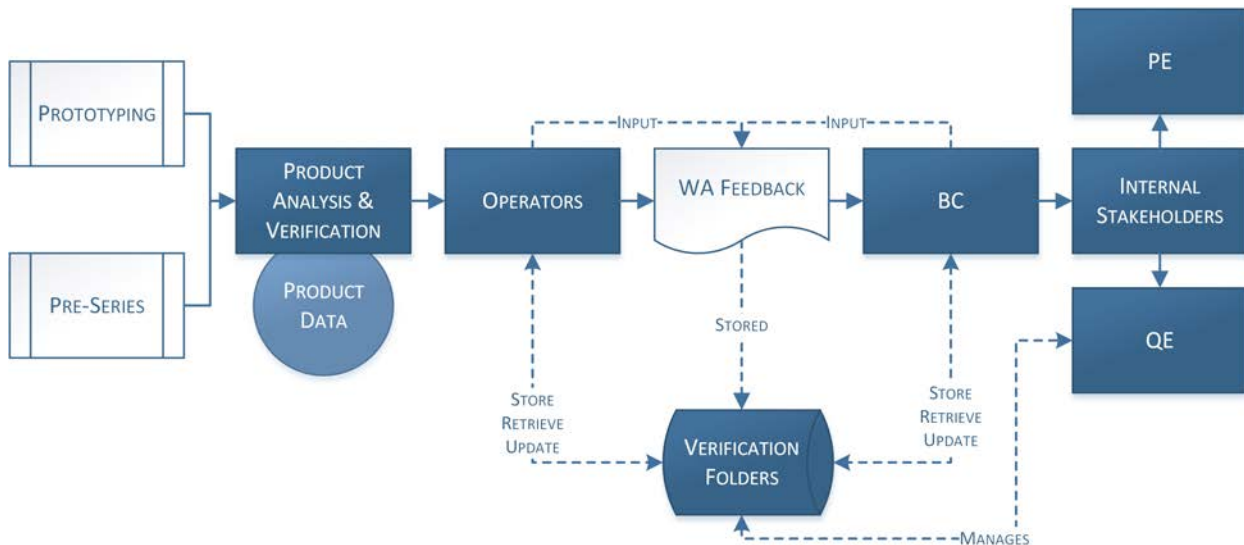 PROTOTYPING
PRE-SERIES
PRODUCT
ANALYSIS &
VERIFICATION
PRODUCT
DATA
OPERATORS
INPUT
INPUT
WA FEEDBACK
BC
INTERNAL
STAKEHOLDERS
PE
QE
STORED
STORE
RETRIEVE
UPDATE
STORE
RETRIEVE
UPDATE
VERIFICATION
FOLDERS
MANAGES